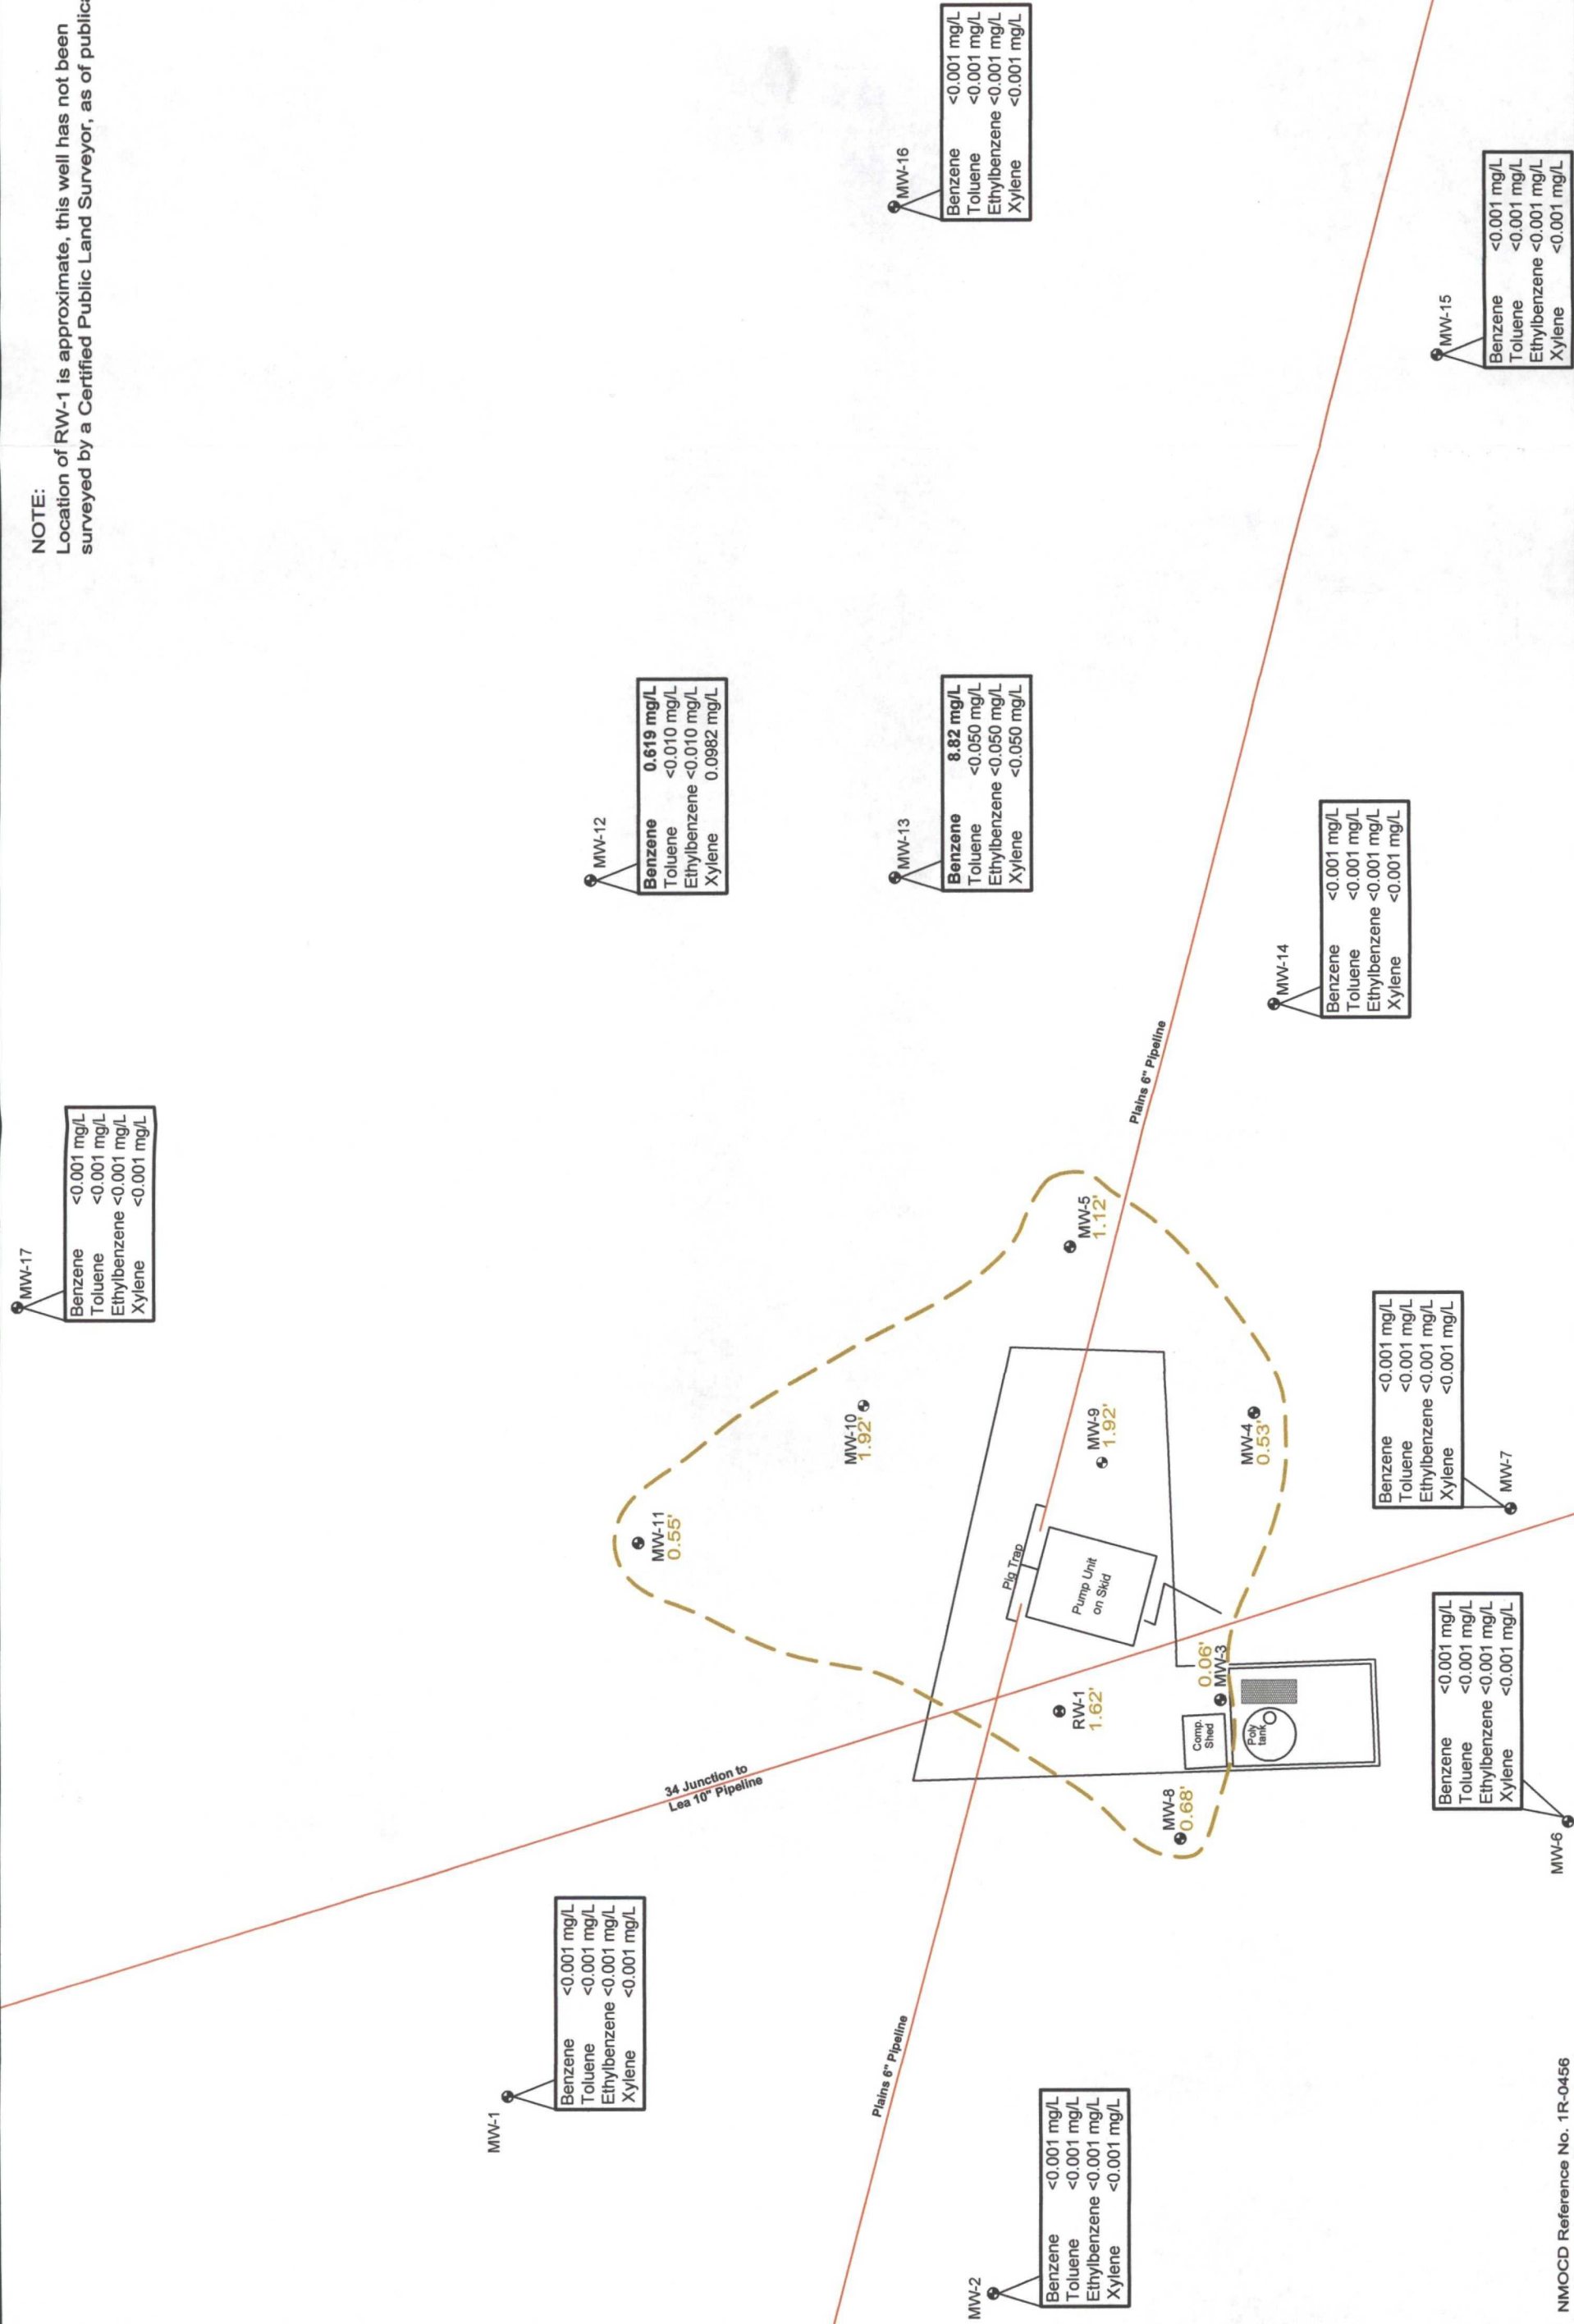 NOTE:
Location of RW-1 is approximate, this well has not been
surveyed by a Certified Public Land Surveyor, as of
MW-17
Benzene <0.001 mg/L
Toluene <0.001 mg/L
Ethylbenzene <0.001 mg/L
Xylene <0.001 mg/L
MW-1
Benzene <0.001 mg/L
Toluene <0.001 mg/L
Ethylbenzene <0.001 mg/L
Xylene <0.001 mg/L
34 Junction to
Lea 10" Pipeline
MW-11
0.55'
MW-12
Benzene 0.619 mg/L
Toluene <0.010 mg/L
Ethylbenzene <0.010 mg/L
Xylene 0.0982 mg/L
MW-10
1.92'
MW-13
Benzene 8.82 mg/L
Toluene <0.050 mg/L
Ethylbenzene <0.050 mg/L
Xylene <0.050 mg/L
MW-16
Benzene <0.001 mg/L
Toluene <0.001 mg/L
Ethylbenzene <0.001 mg/L
Xylene <0.001 mg/L
Plains 6" Pipeline
MW-2
Benzene <0.001 mg/L
Toluene <0.001 mg/L
Ethylbenzene <0.001 mg/L
Xylene <0.001 mg/L
Pig Trap
Pump Unit
on Skid
RW-1
1.62'
MW-9
1.92'
MW-5
1.12'
Plains 6" Pipeline
MW-8
0.68'
Comp.
Shed
0.06'
MW-3
Poly
tank
MW-4
0.53'
MW-14
Benzene <0.001 mg/L
Toluene <0.001 mg/L
Ethylbenzene <0.001 mg/L
Xylene <0.001 mg/L
MW-15
Benzene <0.001 mg/L
Toluene <0.001 mg/L
Ethylbenzene <0.001 mg/L
Xylene <0.001 mg/L
Benzene <0.001 mg/L
Toluene <0.001 mg/L
Ethylbenzene <0.001 mg/L
Xylene <0.001 mg/L
MW-7
Benzene <0.001 mg/L
Toluene <0.001 mg/L
Ethylbenzene <0.001 mg/L
Xylene <0.001 mg/L
MW-6
NMOCD Reference No. 1R-0456